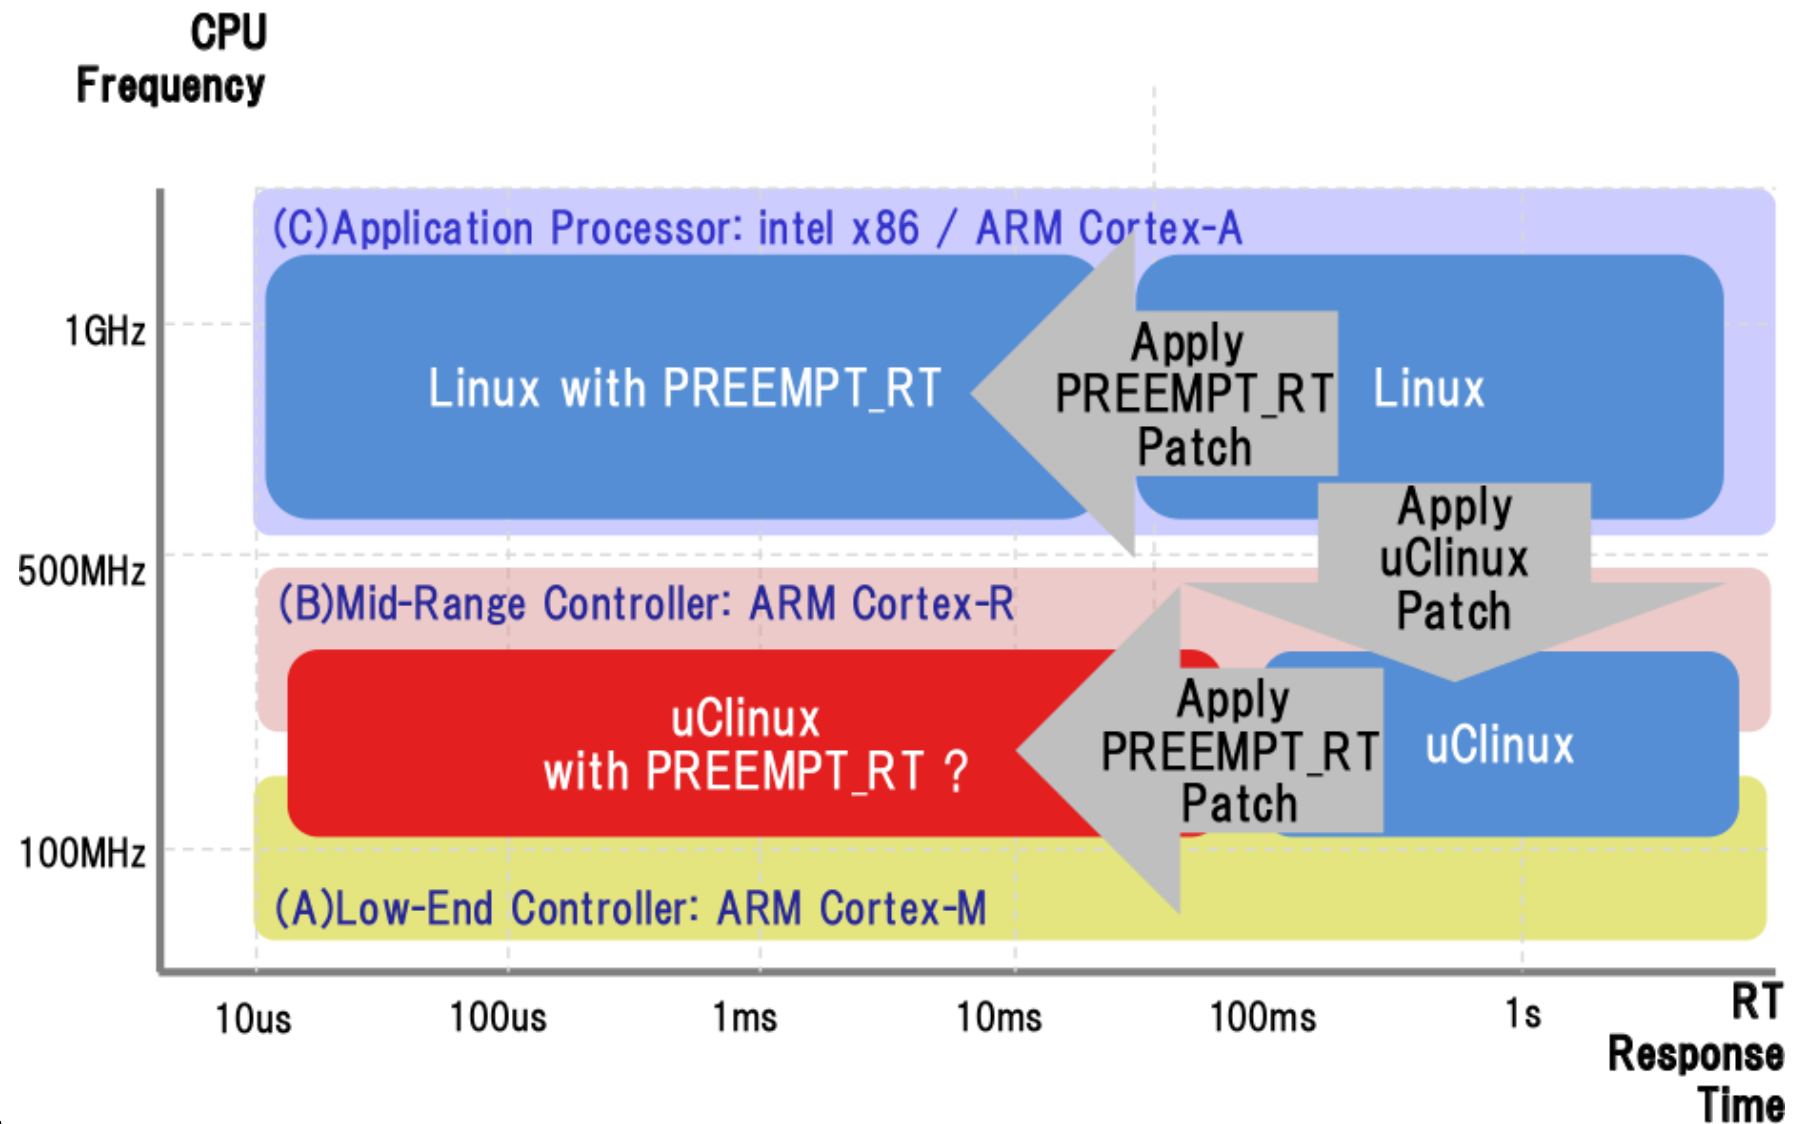 CPU
Frequency
(C)Application Processor: intel x86 / ARM Cortex-A
1GHz
Linux with PREEMPT_RT
Apply
PREEMPT_RT
Patch
Linux
500MHz
Apply
uClinux
Patch
(B)Mid-Range Controller: ARM Cortex-R
uClinux
with PREEMPT_RT ?
Apply
PREEMPT_RT
Patch
uClinux
100MHz
(A)Low-End Controller: ARM Cortex-M
10us
100us
1ms
10ms
100ms
1s
RT
Response
Time